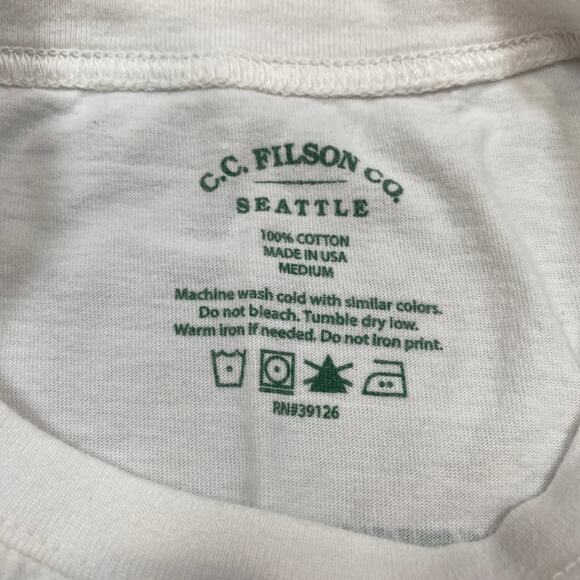 C.C. FILSON CO.
SEATTLE
100% COTTON
MADE IN USA
MEDIUM
Machine wash cold with similar colors.
Do not bleach. Tumble dry low.
Warm iron if needed. Do not iron print.
RN#39126